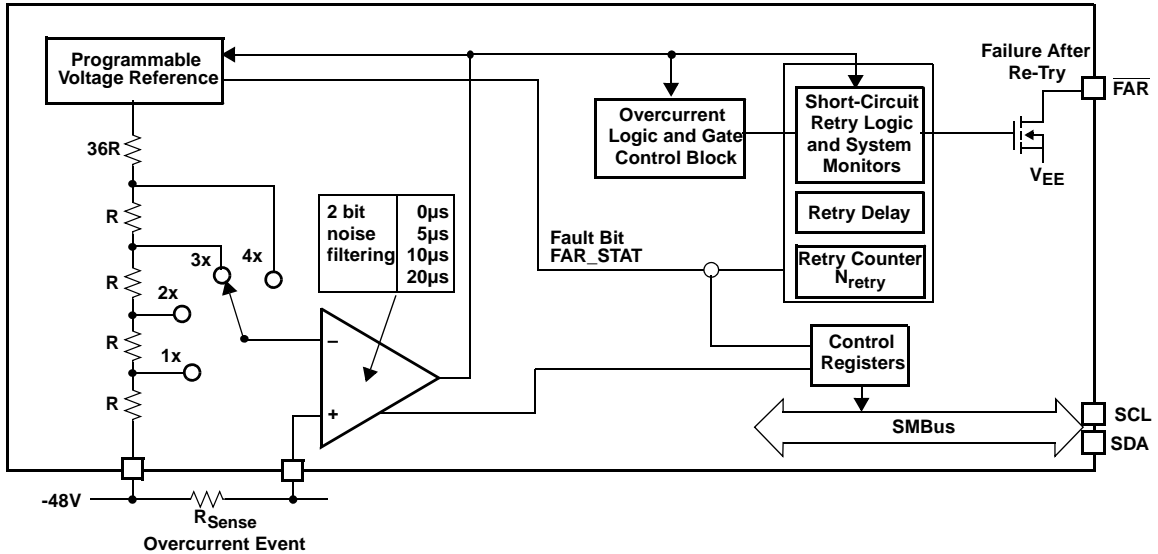 Programmable
Voltage Reference
36R
R
R
R
R
3x
4x
2x
1x
2 bit
noise
filtering
0µs
5µs
10µs
20µs
–
+
Fault Bit
FAR_STAT
Overcurrent
Logic and Gate
Control Block
Short-Circuit
Retry Logic
and System
Monitors
Retry Delay
Retry Counter
Nretry
Control
Registers
SMBus
Failure After
Re-Try
FAR
VEE
SCL
SDA
-48V
RSense
Overcurrent Event